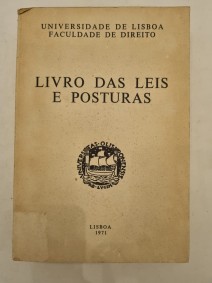 UNIVERSIDADE DE LISBOA
FACULDADE DE DIREITO
LIVRO DAS LEIS
E POSTURAS
LISBOA
1971